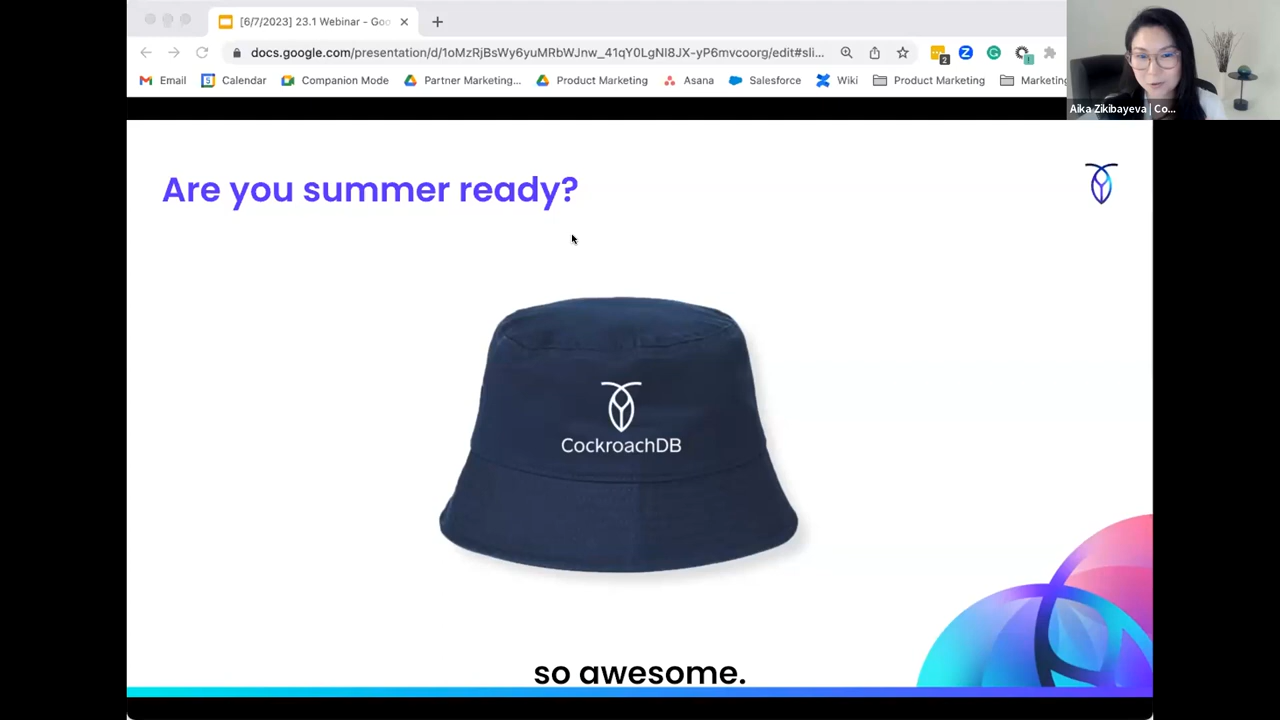 [6/7/2023] 23.1 Webinar - Goo
docs.google.com/presentation/d/1oMzRjBsWy6yuMRbWJnw_41qY0LgNI8JX-yP6mvcoorg/edit#sli...
2
1
Email
Calendar
Companion Mode
Partner Marketing...
Product Marketing
Asana
Salesforce
Wiki
Product Marketing
Marketing
Aika Zikibayeva | Co...
Are you summer ready?
CockroachDB
so awesome.